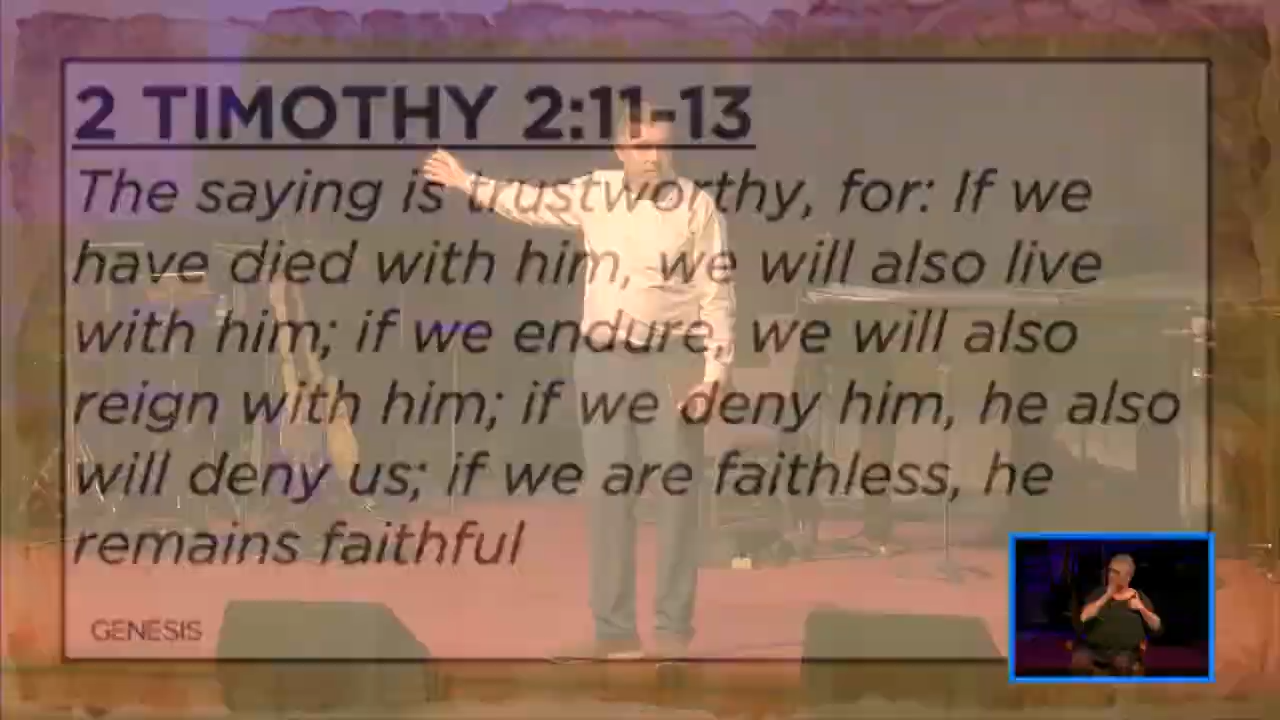 2 TIMOTHY 2:11-13
The saying is trustworthy, for: If we
have died with him, we will also live
with him; if we endure, we will also
reign with him; if we deny him, he also
will deny us; if we are faithless, he
remains faithful
GENESIS